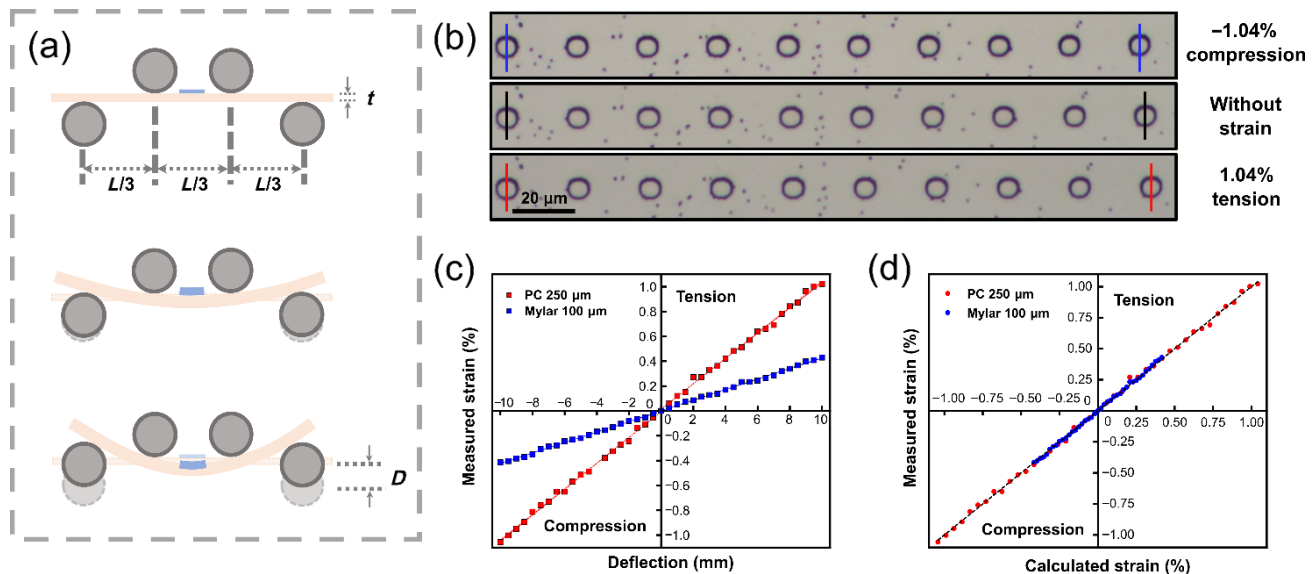 (a)
t
L/3 L/3 L/3
D
(b)
−1.04%
compression
Without
strain
1.04%
tension
20 µm
(c)
PC 250 µm
Mylar 100 µm
Tension
Compression
Measured strain (%)
1.0
0.8
0.6
0.4
0.2
0
−0.2
−0.4
−0.6
−0.8
−1.0
−10 −8 −6 −4 −2 0 2 4 6 8 10
Deflection (mm)
(d)
PC 250 µm
Mylar 100 µm
Tension
Compression
Measured strain (%)
1.00
0.75
0.50
0.25
−0.25
−0.50
−0.75
−1.00
−1.00 −0.75 −0.50 −0.25 0 0.25 0.50 0.75 1.00
Calculated strain (%)